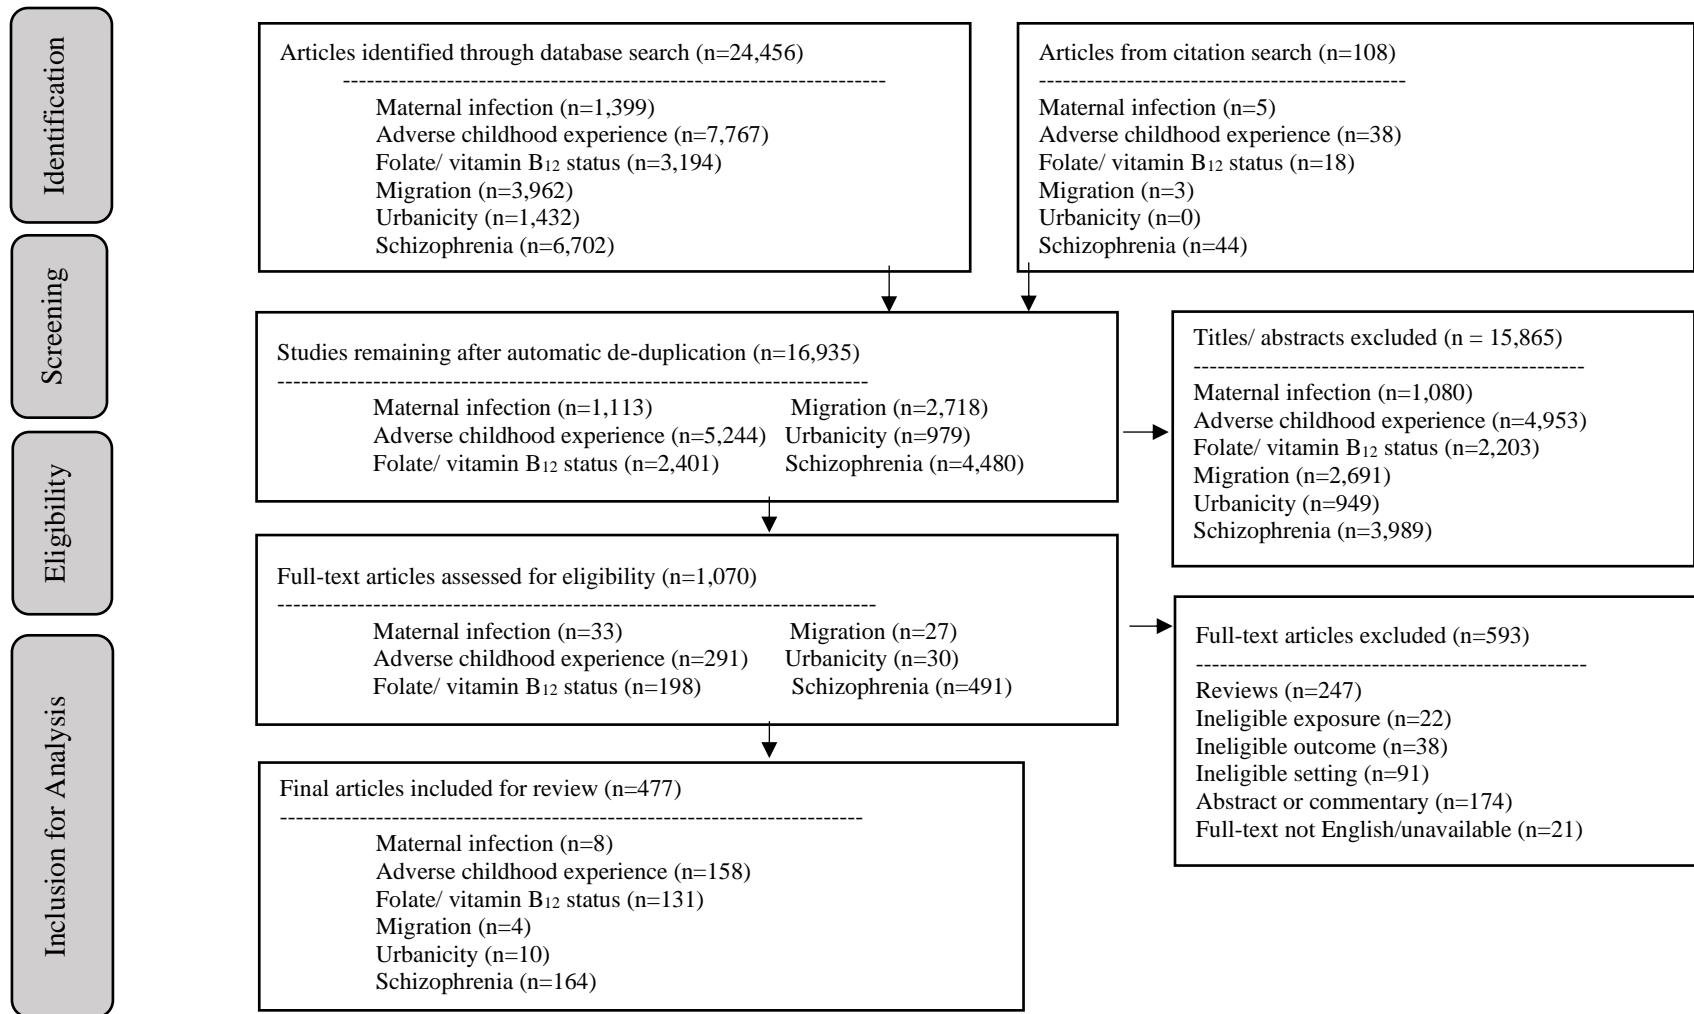 Identification
Articles identified through database search (n=24,456)
--------------------------------------------------------------------
Maternal infection (n=1,399)
Adverse childhood experience (n=7,767)
Folate/ vitamin B12 status (n=3,194)
Migration (n=3,962)
Urbanicity (n=1,432)
Schizophrenia (n=6,702)
Articles from citation search (n=108)
----------------------------------------------
Maternal infection (n=5)
Adverse childhood experience (n=38)
Folate/ vitamin B12 status (n=18)
Migration (n=3)
Urbanicity (n=0)
Schizophrenia (n=44)
Screening
Studies remaining after automatic de-duplication (n=16,935)
--------------------------------------------------------------------------
Maternal infection (n=1,113) Migration (n=2,718)
Adverse childhood experience (n=5,244) Urbanicity (n=979)
Folate/ vitamin B12 status (n=2,401) Schizophrenia (n=4,480)
Titles/ abstracts excluded (n = 15,865)
-------------------------------------------------
Maternal infection (n=1,080)
Adverse childhood experience (n=4,953)
Folate/ vitamin B12 status (n=2,203)
Migration (n=2,691)
Urbanicity (n=949)
Schizophrenia (n=3,989)
Eligibility
Full-text articles assessed for eligibility (n=1,070)
---------------------------------------------------------------------------
Maternal infection (n=33) Migration (n=27)
Adverse childhood experience (n=291) Urbanicity (n=30)
Folate/ vitamin B12 status (n=198) Schizophrenia (n=491)
Full-text articles excluded (n=593)
-------------------------------------------------
Reviews (n=247)
Ineligible exposure (n=22)
Ineligible outcome (n=38)
Ineligible setting (n=91)
Abstract or commentary (n=174)
Full-text not English/unavailable (n=21)
Inclusion for Analysis
Final articles included for review (n=477)
-------------------------------------------------------------------------
Maternal infection (n=8)
Adverse childhood experience (n=158)
Folate/ vitamin B12 status (n=131)
Migration (n=4)
Urbanicity (n=10)
Schizophrenia (n=164)